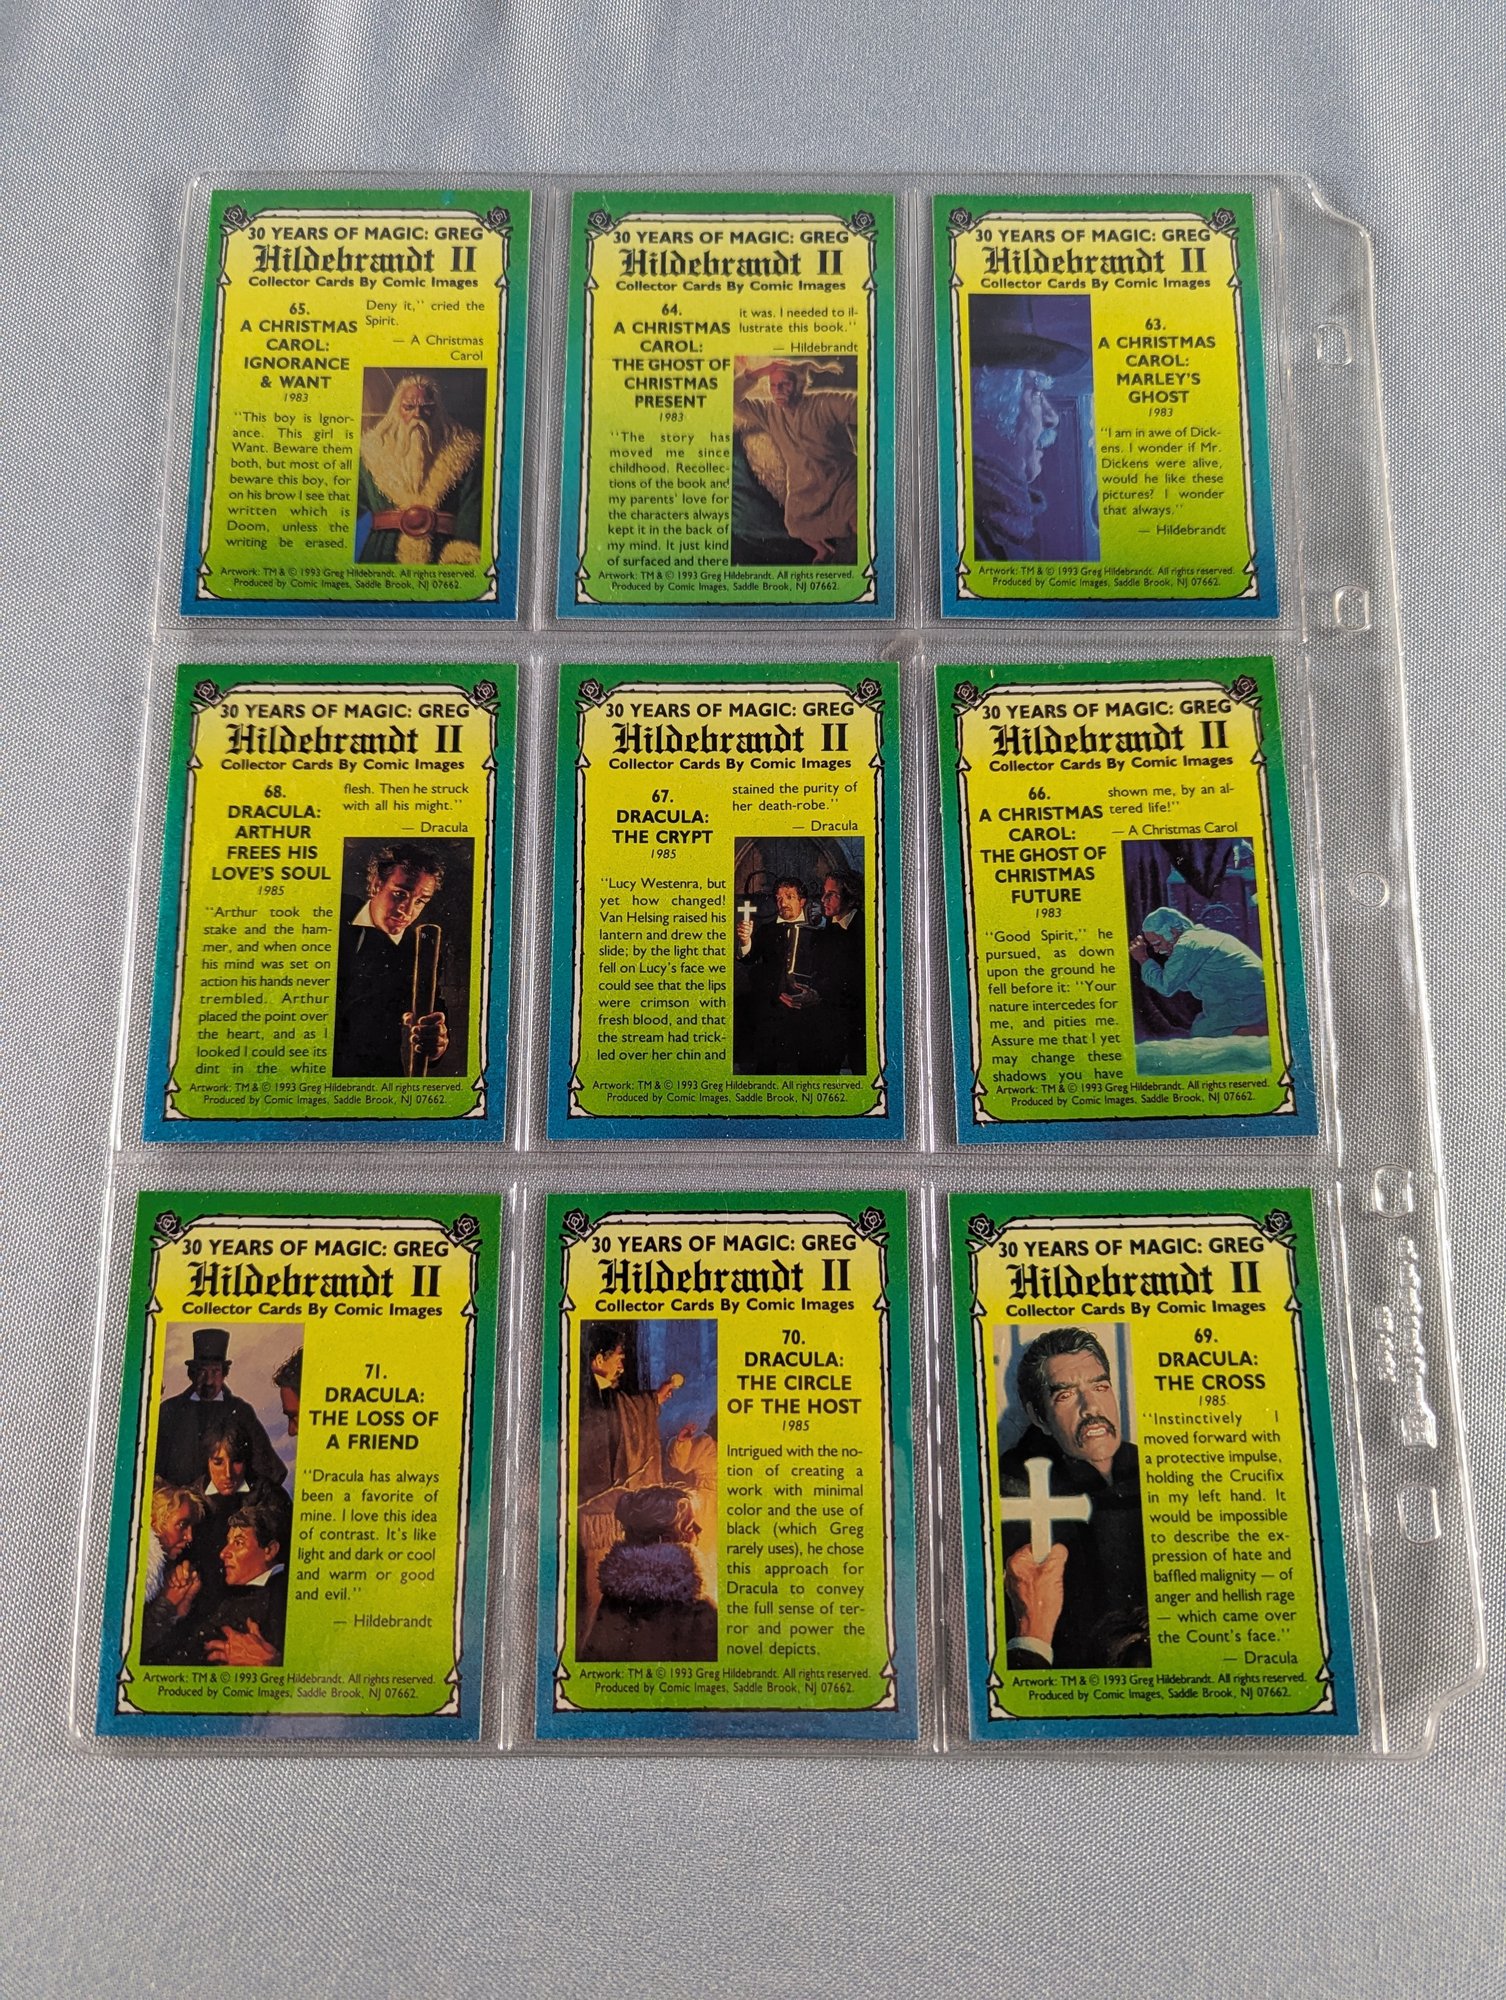 30 YEARS OF MAGIC: GREG
Hildebrandt II
Collector Cards By Comic Images
65.
A CHRISTMAS
CAROL:
IGNORANCE
& WANT
1983
"This boy is Ignor-
ance. This girl is
Want. Beware them
both, but most of all
beware this boy, for
on his brow I see that
written which is
Doom, unless the
writing be erased.
Deny it," cried the
Spirit.
— A Christmas
Carol
Artwork: TM & © 1993 Greg Hildebrandt. All rights reserved.
Produced by Comic Images, Saddle Brook, NJ 07662.
30 YEARS OF MAGIC: GREG
Hildebrandt II
Collector Cards By Comic Images
64.
A CHRISTMAS
CAROL:
THE GHOST OF
CHRISTMAS
PRESENT
1983
"The story has
moved me since
childhood. Recollec-
tions of the book and
my parents' love for
the characters always
kept it in the back of
my mind. It just kind
of surfaced and there
it was. I needed to il-
lustrate this book."
— Hildebrandt
Artwork: TM & © 1993 Greg Hildebrandt. All rights reserved.
Produced by Comic Images, Saddle Brook, NJ 07662.
30 YEARS OF MAGIC: GREG
Hildebrandt II
Collector Cards By Comic Images
63.
A CHRISTMAS
CAROL:
MARLEY'S
GHOST
1983
"I am in awe of Dick-
ens. I wonder if Mr.
Dickens were alive,
would he like these
pictures? I wonder
that always."
— Hildebrandt
Artwork: TM & © 1993 Greg Hildebrandt. All rights reserved.
Produced by Comic Images, Saddle Brook, NJ 07662.
30 YEARS OF MAGIC: GREG
Hildebrandt II
Collector Cards By Comic Images
68.
DRACULA:
ARTHUR
FREES HIS
LOVE'S SOUL
1985
"Arthur took the
stake and the ham-
mer, and when once
his mind was set on
action his hands never
trembled. Arthur
placed the point over
the heart, and as I
looked I could see its
dint in the white
flesh. Then he struck
with all his might."
— Dracula
Artwork: TM & © 1993 Greg Hildebrandt. All rights reserved.
Produced by Comic Images, Saddle Brook, NJ 07662.
30 YEARS OF MAGIC: GREG
Hildebrandt II
Collector Cards By Comic Images
67.
DRACULA:
THE CRYPT
1985
"Lucy Westenra, but
yet how changed!
Van Helsing raised his
lantern and drew the
slide; by the light that
fell on Lucy's face we
could see that the lips
were crimson with
fresh blood, and that
the stream had trick-
led over her chin and
stained the purity of
her death-robe."
— Dracula
Artwork: TM & © 1993 Greg Hildebrandt. All rights reserved.
Produced by Comic Images, Saddle Brook, NJ 07662.
30 YEARS OF MAGIC: GREG
Hildebrandt II
Collector Cards By Comic Images
66.
A CHRISTMAS
CAROL:
THE GHOST OF
CHRISTMAS
FUTURE
1983
"Good Spirit," he
pursued, as down
upon the ground he
fell before it: "Your
nature intercedes for
me, and pities me.
Assure me that I yet
may change these
shadows you have
shown me, by an al-
tered life!"
— A Christmas Carol
Artwork: TM & © 1993 Greg Hildebrandt. All rights reserved.
Produced by Comic Images, Saddle Brook, NJ 07662.
30 YEARS OF MAGIC: GREG
Hildebrandt II
Collector Cards By Comic Images
71.
DRACULA:
THE LOSS OF
A FRIEND
"Dracula has always
been a favorite of
mine. I love this idea
of contrast. It's like
light and dark or cool
and warm or good
and evil."
— Hildebrandt
Artwork: TM & © 1993 Greg Hildebrandt. All rights reserved.
Produced by Comic Images, Saddle Brook, NJ 07662.
30 YEARS OF MAGIC: GREG
Hildebrandt II
Collector Cards By Comic Images
70.
DRACULA:
THE CIRCLE
OF THE HOST
1985
Intrigued with the no-
tion of creating a
work with minimal
color and the use of
black (which Greg
rarely uses), he chose
this approach for
Dracula to convey
the full sense of ter-
ror and power the
novel depicts.
Artwork: TM & © 1993 Greg Hildebrandt. All rights reserved.
Produced by Comic Images, Saddle Brook, NJ 07662.
30 YEARS OF MAGIC: GREG
Hildebrandt II
Collector Cards By Comic Images
69.
DRACULA:
THE CROSS
1985
"Instinctively I
moved forward with
a protective impulse,
holding the Crucifix
in my left hand. It
would be impossible
to describe the ex-
pression of hate and
baffled malignity — of
anger and hellish rage
— which came over
the Count's face."
— Dracula
Artwork: TM & © 1993 Greg Hildebrandt. All rights reserved.
Produced by Comic Images, Saddle Brook, NJ 07662.